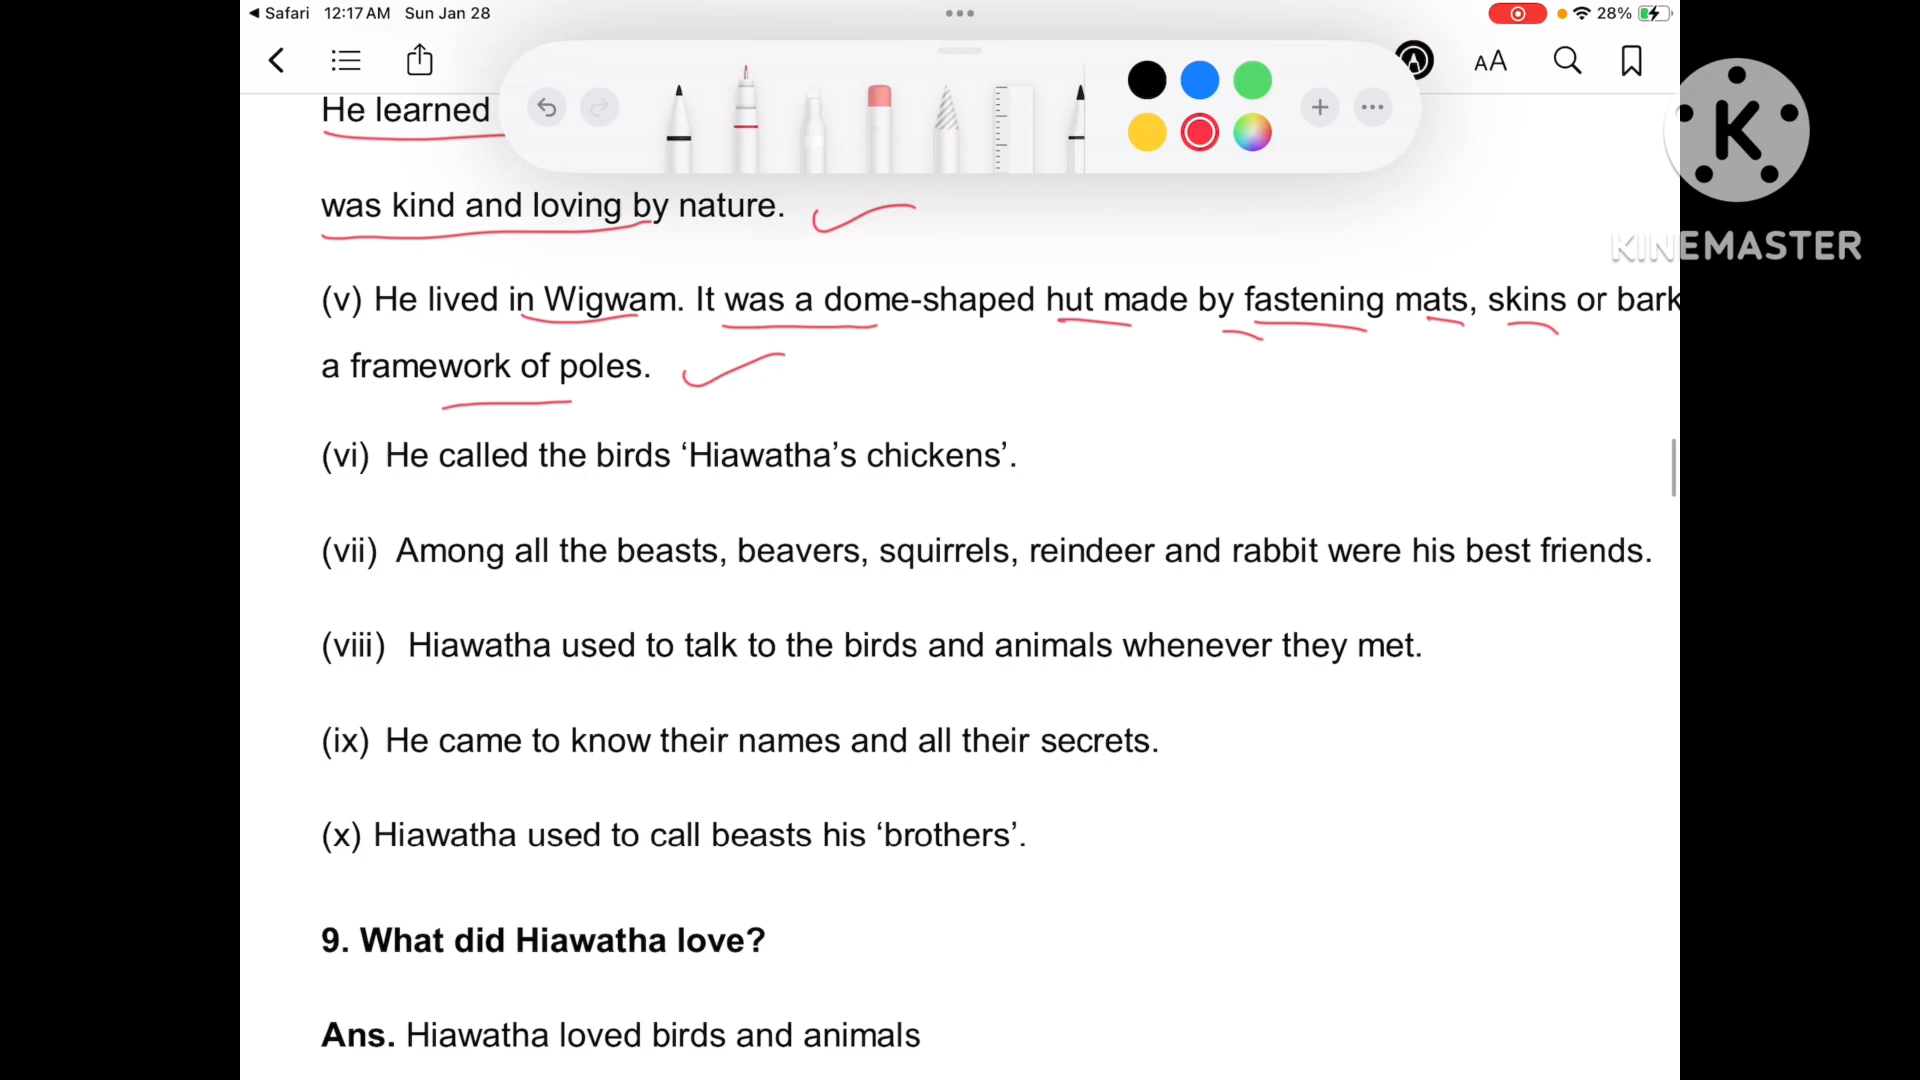 Safari 12:17 AM Sun Jan 28
28%
AA
He learned
was kind and loving by nature.
(v) He lived in Wigwam. It was a dome-shaped hut made by fastening mats, skins or bark
a framework of poles.
(vi) He called the birds ‘Hiawatha’s chickens’.
(vii) Among all the beasts, beavers, squirrels, reindeer and rabbit were his best friends.
(viii) Hiawatha used to talk to the birds and animals whenever they met.
(ix) He came to know their names and all their secrets.
(x) Hiawatha used to call beasts his ‘brothers’.
9. What did Hiawatha love?
Ans. Hiawatha loved birds and animals
K
KINEMASTER